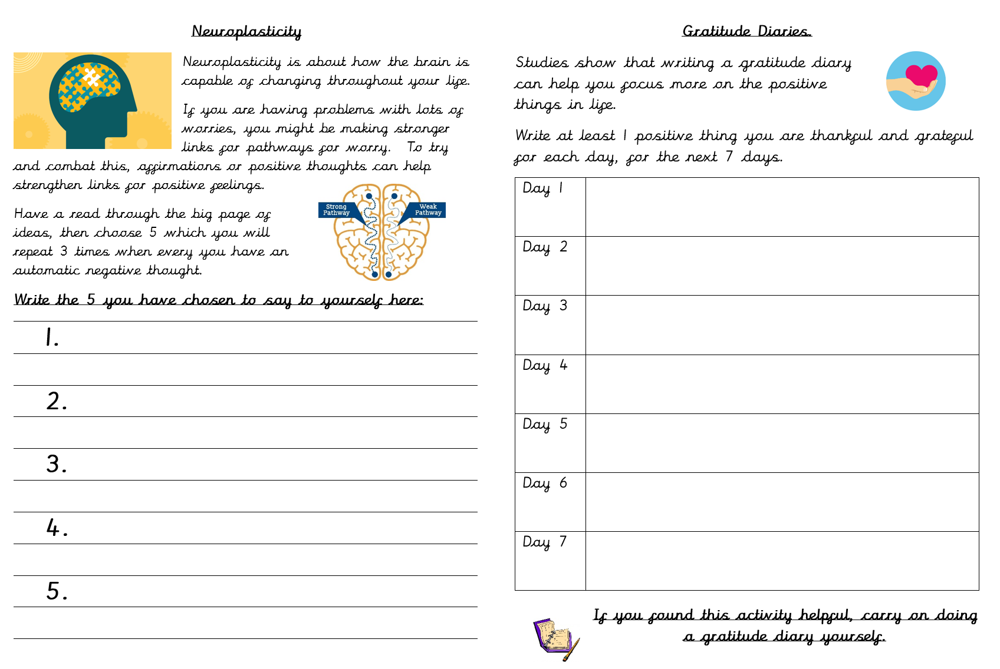 Neuroplasticity
Neuroplasticity is about how the brain is
capable of changing throughout your life.
If you are having problems with lots of
worries, you might be making stronger
links for pathways for worry. To try
and combat this, affirmations or positive thoughts can help
strengthen links for positive feelings.
Strong
Pathway
Weak
Pathway
Have a read through the big page of
ideas, then choose 5 which you will
repeat 3 times when every you have an
automatic negative thought.
Write the 5 you have chosen to say to yourself here:
1.
2.
3.
4.
5.
Gratitude Diaries.
Studies show that writing a gratitude diary
can help you focus more on the positive
things in life.
Write at least 1 positive thing you are thankful and grateful
for each day, for the next 7 days.
Day 1
Day 2
Day 3
Day 4
Day 5
Day 6
Day 7
If you found this activity helpful, carry on doing
a gratitude diary yourself.